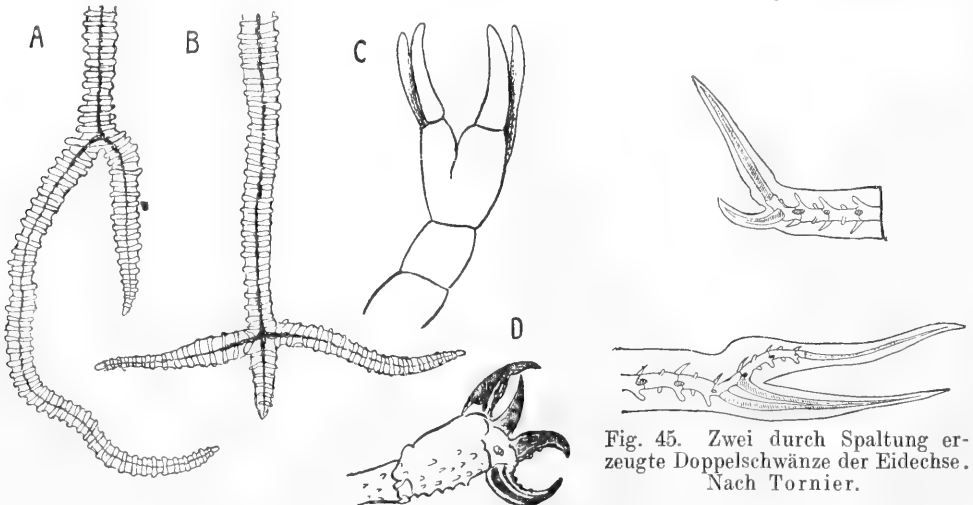 A
B
C
D
Fig. 45. Zwei durch Spaltung er-
zeugte Doppelschwänze der Eidechse.
Nach Tornier.